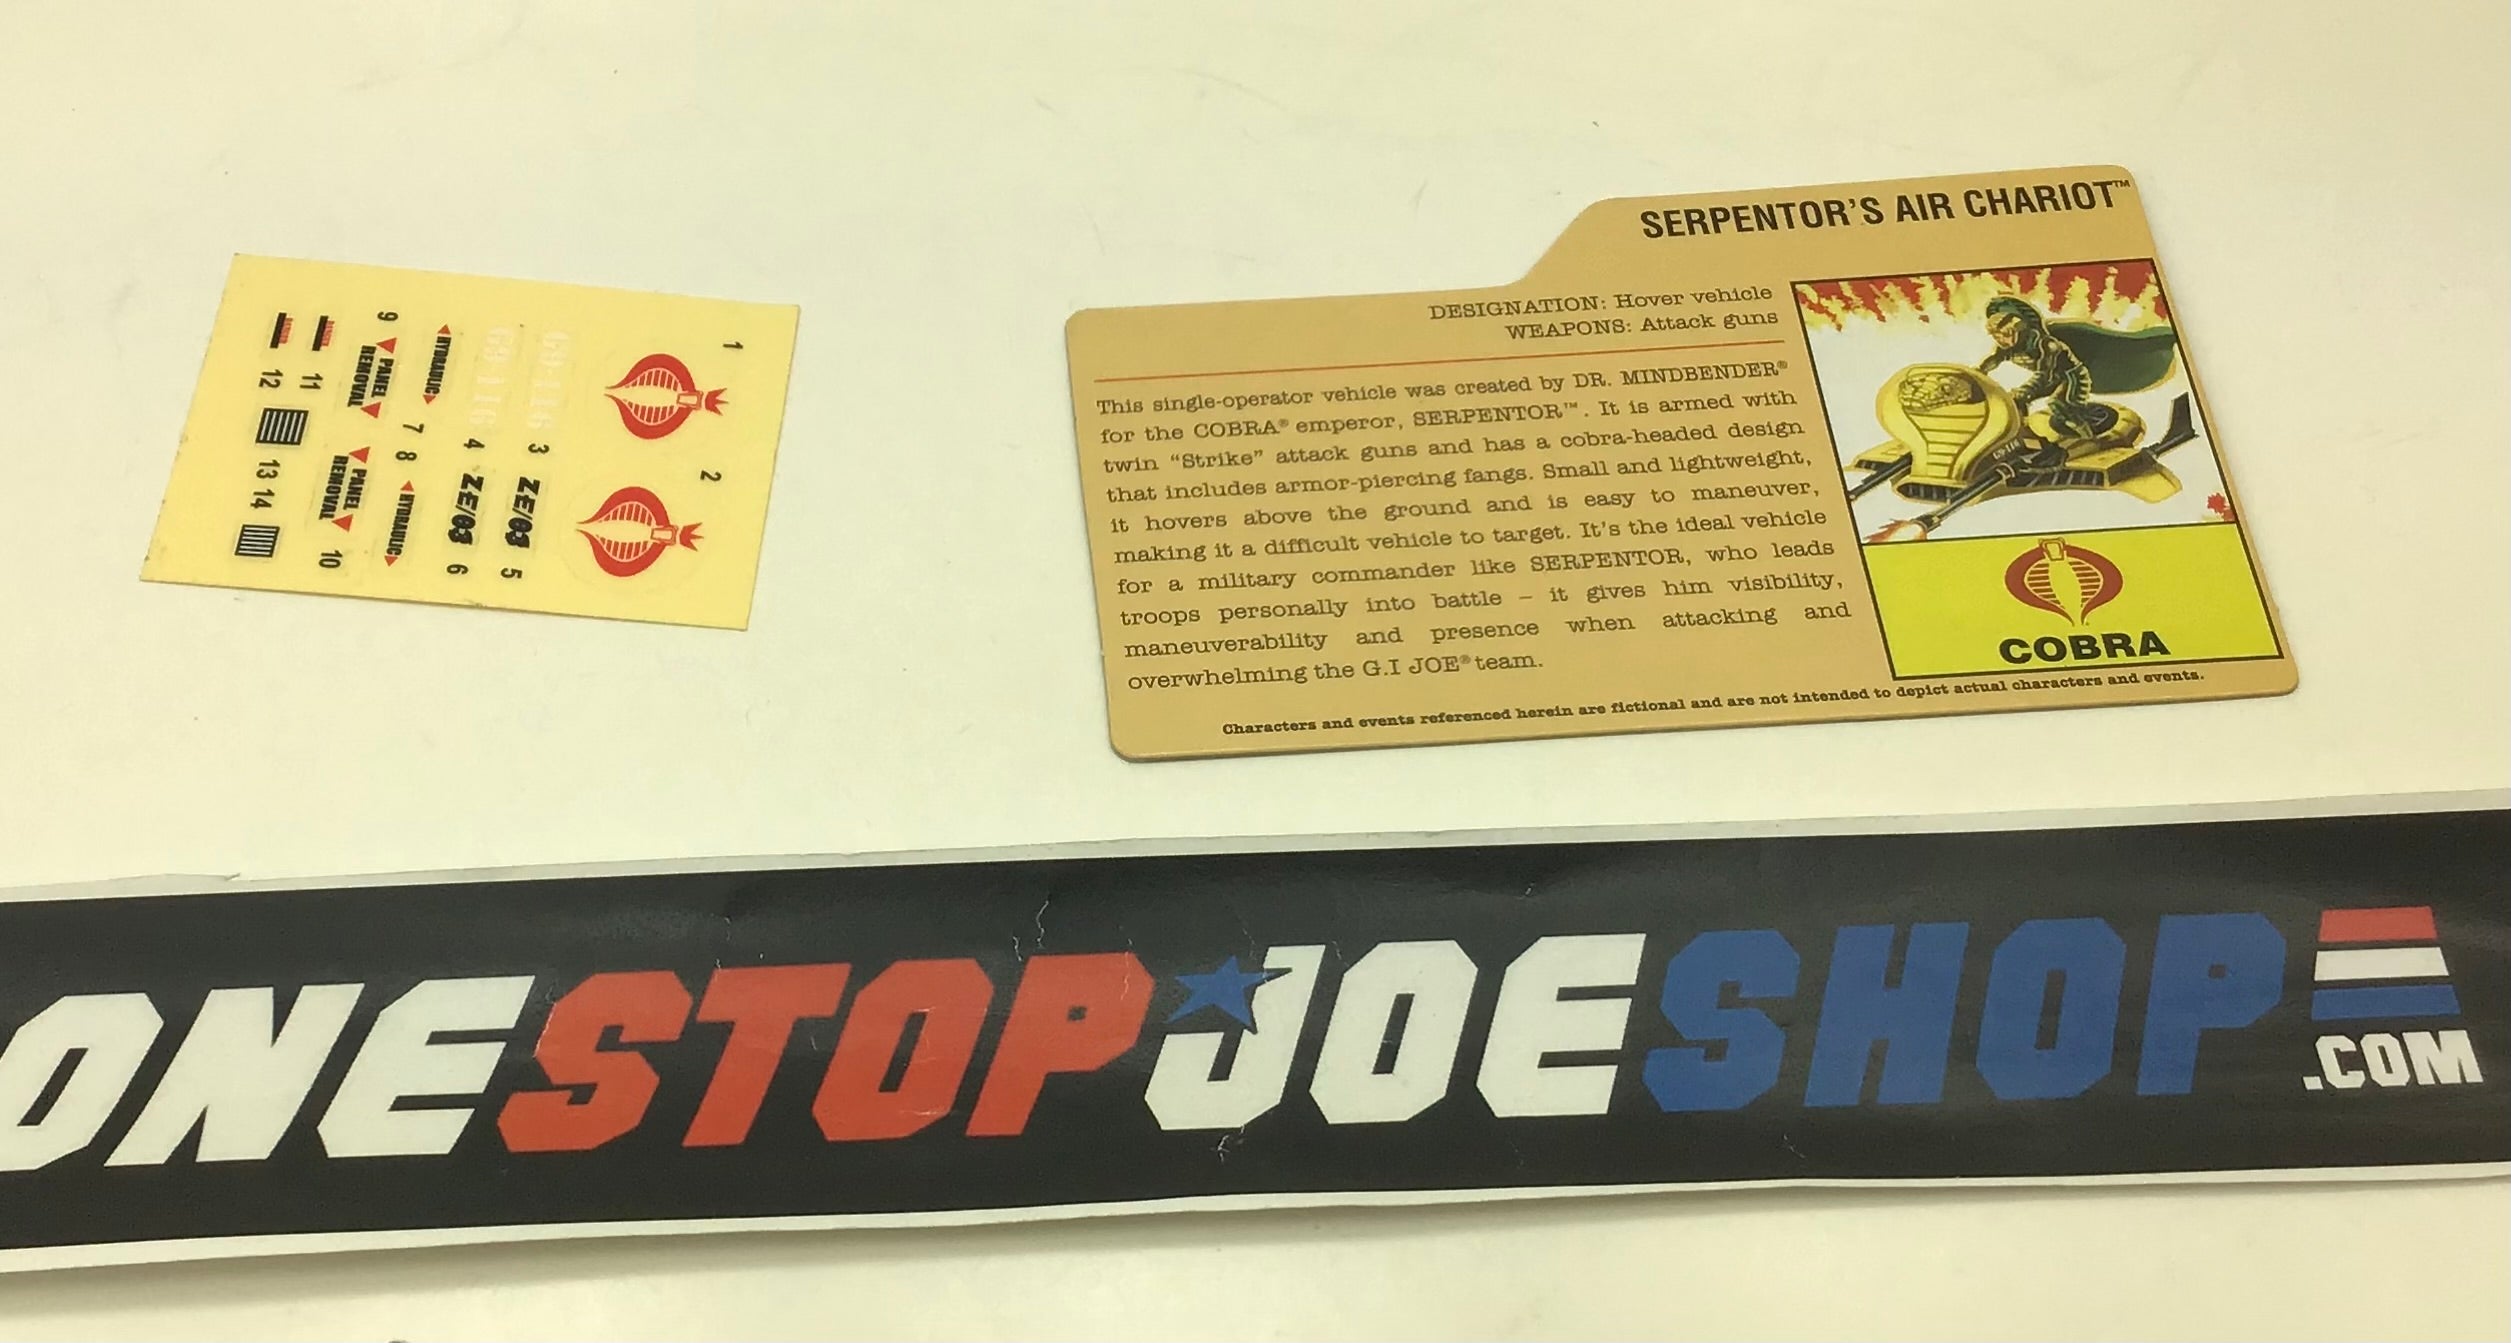 1
2
G9-116
G9-116
3
4
ZE/03
ZE/03
5
6
HYDRAULIC
7
8
HYDRAULIC
9
PANEL
RENOVAL
PANEL
RENOVAL
10
11
12
13
14
SERPENTOR'S AIR CHARIOT™
DESIGNATION: Hover vehicle
WEAPONS: Attack guns
This single-operator vehicle was created by DR. MINDBENDER®
for the COBRA® emperor, SERPENTOR™. It is armed with
twin “Strike” attack guns and has a cobra-headed design
that includes armor-piercing fangs. Small and lightweight,
it hovers above the ground and is easy to maneuver,
making it a difficult vehicle to target. It's the ideal vehicle
for a military commander like SERPENTOR, who leads
troops personally into battle – it gives him visibility,
maneuverability and presence when attacking and
overwhelming the G.I JOE® team.
COBRA
Characters and events referenced herein are fictional and are not intended to depict actual characters and events.
ONESTOPJOESHOP
.COM